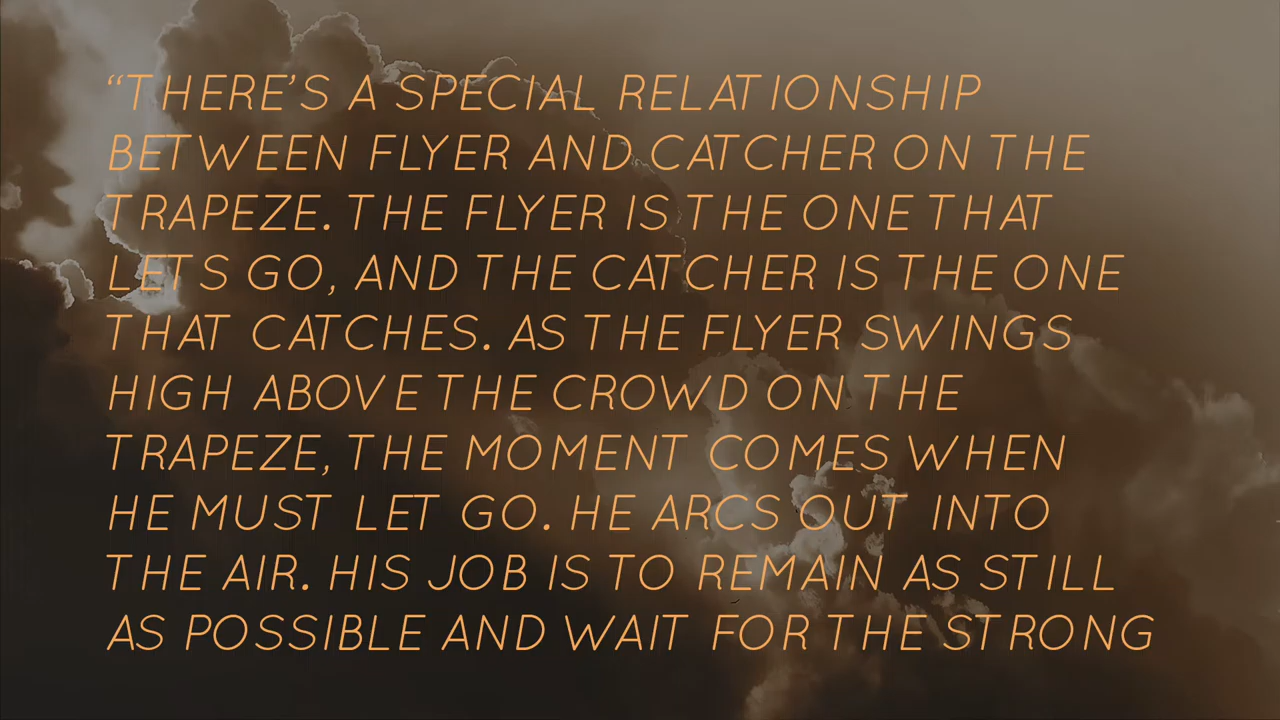 “THERE’S A SPECIAL RELATIONSHIP
BETWEEN FLYER AND CATCHER ON THE
TRAPEZE. THE FLYER IS THE ONE THAT
LETS GO, AND THE CATCHER IS THE ONE
THAT CATCHES. AS THE FLYER SWINGS
HIGH ABOVE THE CROWD ON THE
TRAPEZE, THE MOMENT COMES WHEN
HE MUST LET GO. HE ARCS OUT INTO
THE AIR. HIS JOB IS TO REMAIN AS STILL
AS POSSIBLE AND WAIT FOR THE STRONG